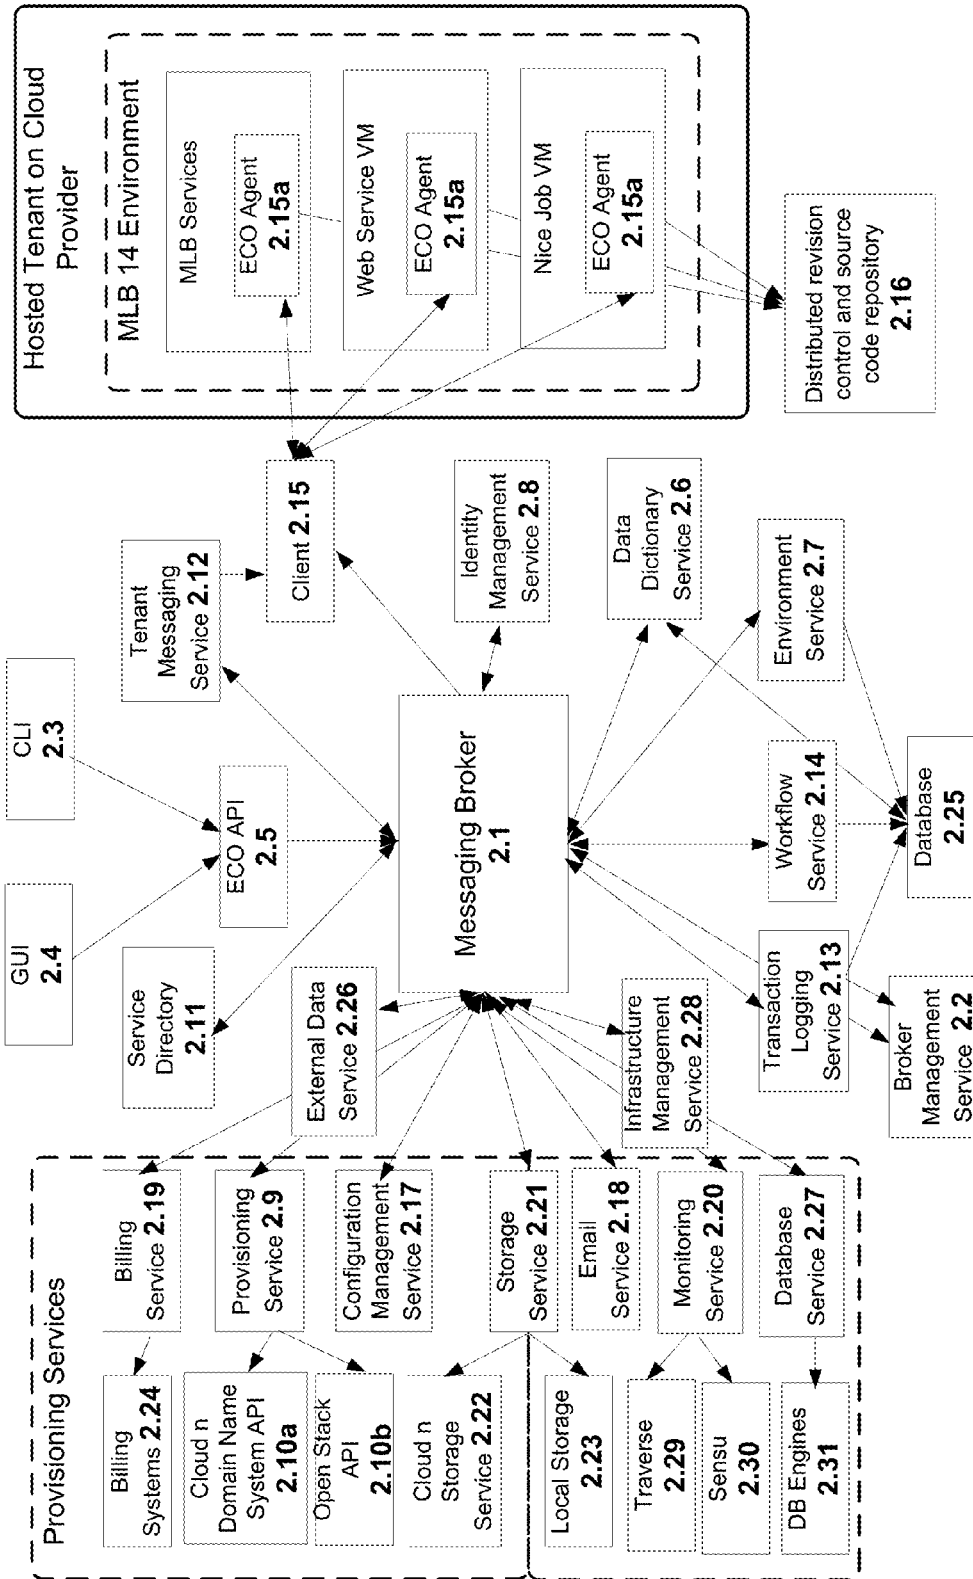 GUI
2.4
CLI
2.3
Service
Directory
2.11
ECO API
2.5
Tenant
Messaging
Service 2.12
Client 2.15
Hosted Tenant on Cloud
Provider
MLB 14 Environment
MLB Services
ECO Agent
2.15a
Web Service VM
ECO Agent
2.15a
Nice Job VM
ECO Agent
2.15a
Distributed revision
control and source
code repository
2.16
Provisioning Services
Billing
Systems 2.24
Billing
Service 2.19
Cloud n
Domain Name
System API
2.10a
Provisioning
Service 2.9
Open Stack
API
2.10b
Configuration
Management
Service 2.17
Cloud n
Storage
Service 2.22
Storage
Service 2.21
Local Storage
2.23
Email
Service 2.18
Traverse
2.29
Monitoring
Service 2.20
Sensu
2.30
DB Engines
2.31
Database
Service 2.27
External Data
Service 2.26
Messaging Broker
2.1
Infrastructure
Management
Service 2.28
Identity
Management
Service 2.8
Data
Dictionary
Service 2.6
Transaction
Logging
Service 2.13
Workflow
Service 2.14
Environment
Service 2.7
Broker
Management
Service 2.2
Database
2.25